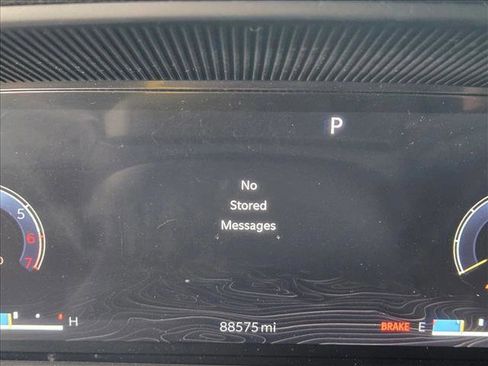 P
No
Stored
Messages
5
6
7
H
88575 mi
BRAKE E